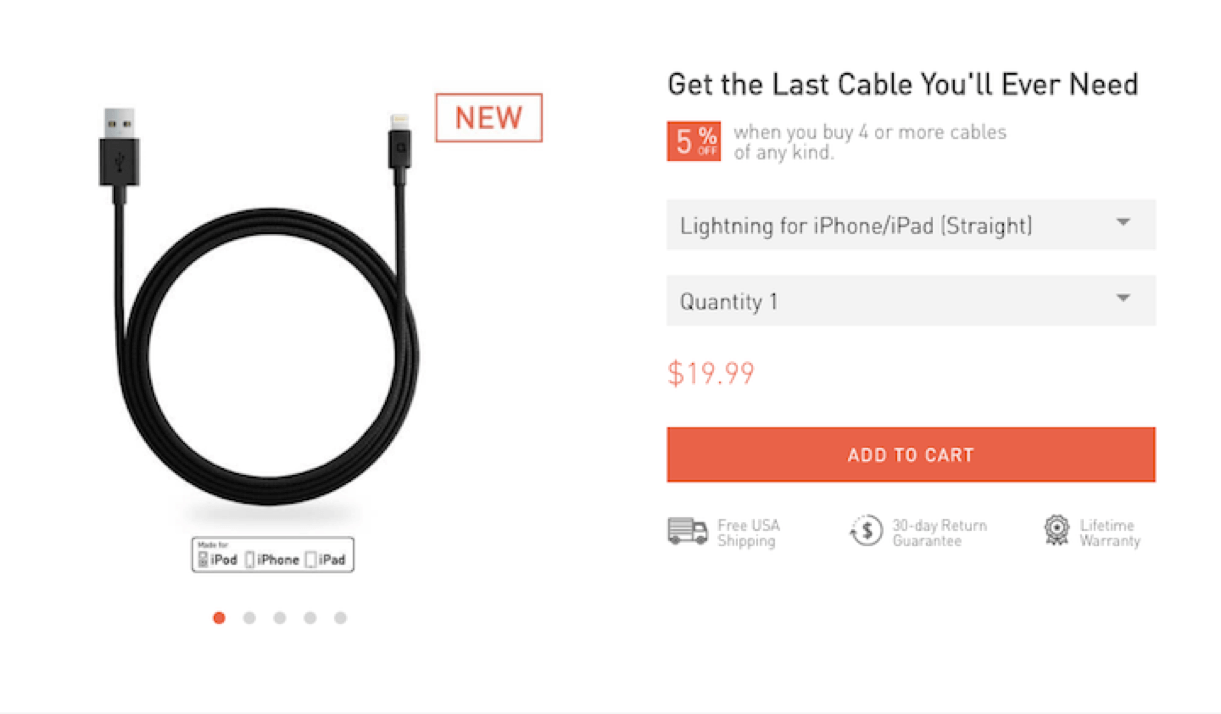 NEW
Made for
iPod iPhone iPad
Get the Last Cable You'll Ever Need
5 % OFF
when you buy 4 or more cables
of any kind.
Lightning for iPhone/iPad (Straight)
Quantity 1
$19.99
ADD TO CART
Free USA
Shipping
$
30-day Return
Guarantee
Lifetime
Warranty